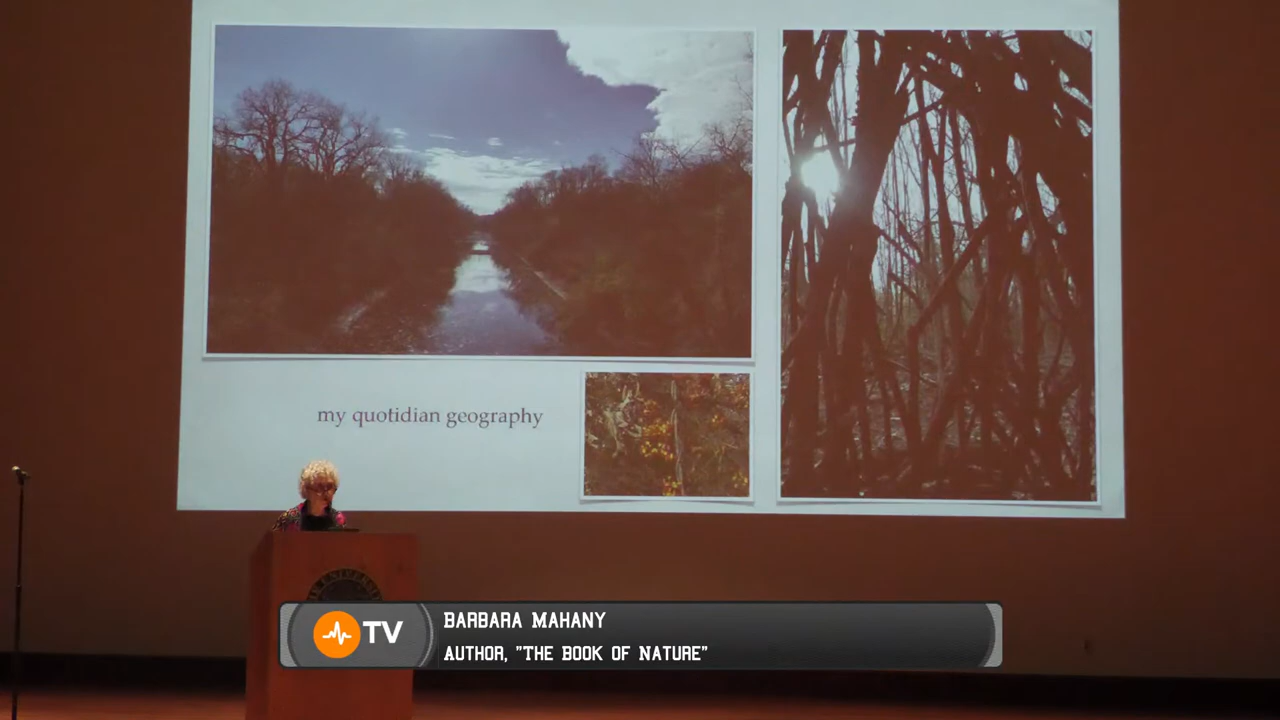 my quotidian geography
TV
BARBARA MAHANY
AUTHOR, "THE BOOK OF NATURE"